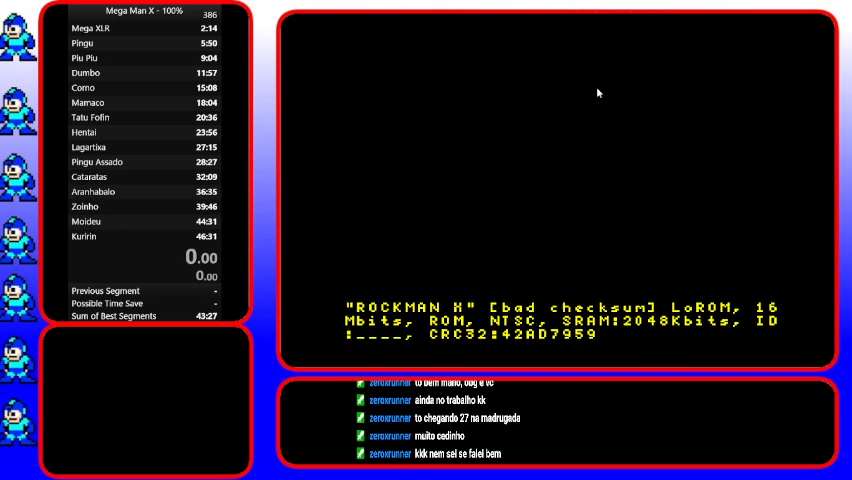 Mega Man X - 100%
386
Mega XLR 2:14
Pingu 5:50
Piu Piu 9:04
Dumbo 11:57
Corno 15:08
Mamaco 18:04
Tatu Fofin 20:36
Hentai 23:56
Lagartixa 27:15
Pingu Assado 28:27
Cataratas 32:09
Aranhabalo 36:35
Zoinho 39:46
Moideu 44:31
Kuririn 46:31
0.00
0.00
Previous Segment -
Possible Time Save -
Sum of Best Segments 43:27
"ROCKMAN X" [bad checksum] LoROM, 16
Mbits, ROM, NTSC, SRAM:2048Kbits, ID
:____, CRC32:42AD7959
zeroxrunner to bem mano, obg e vc
zeroxrunner ainda no trabalho kk
zeroxrunner to chegando 27 na madrugada
zeroxrunner muito cedinho
zeroxrunner kkk nem sei se falei bem